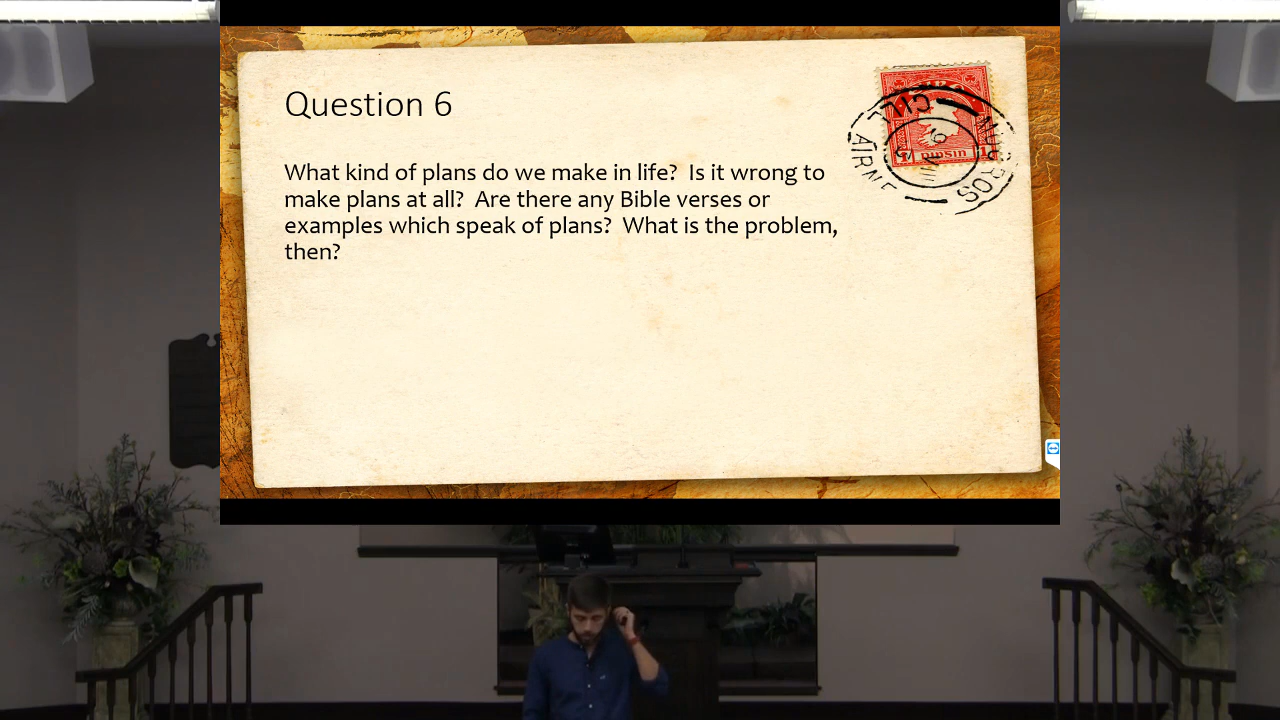 Question 6
What kind of plans do we make in life?  Is it wrong to
make plans at all?  Are there any Bible verses or
examples which speak of plans?  What is the problem,
then?